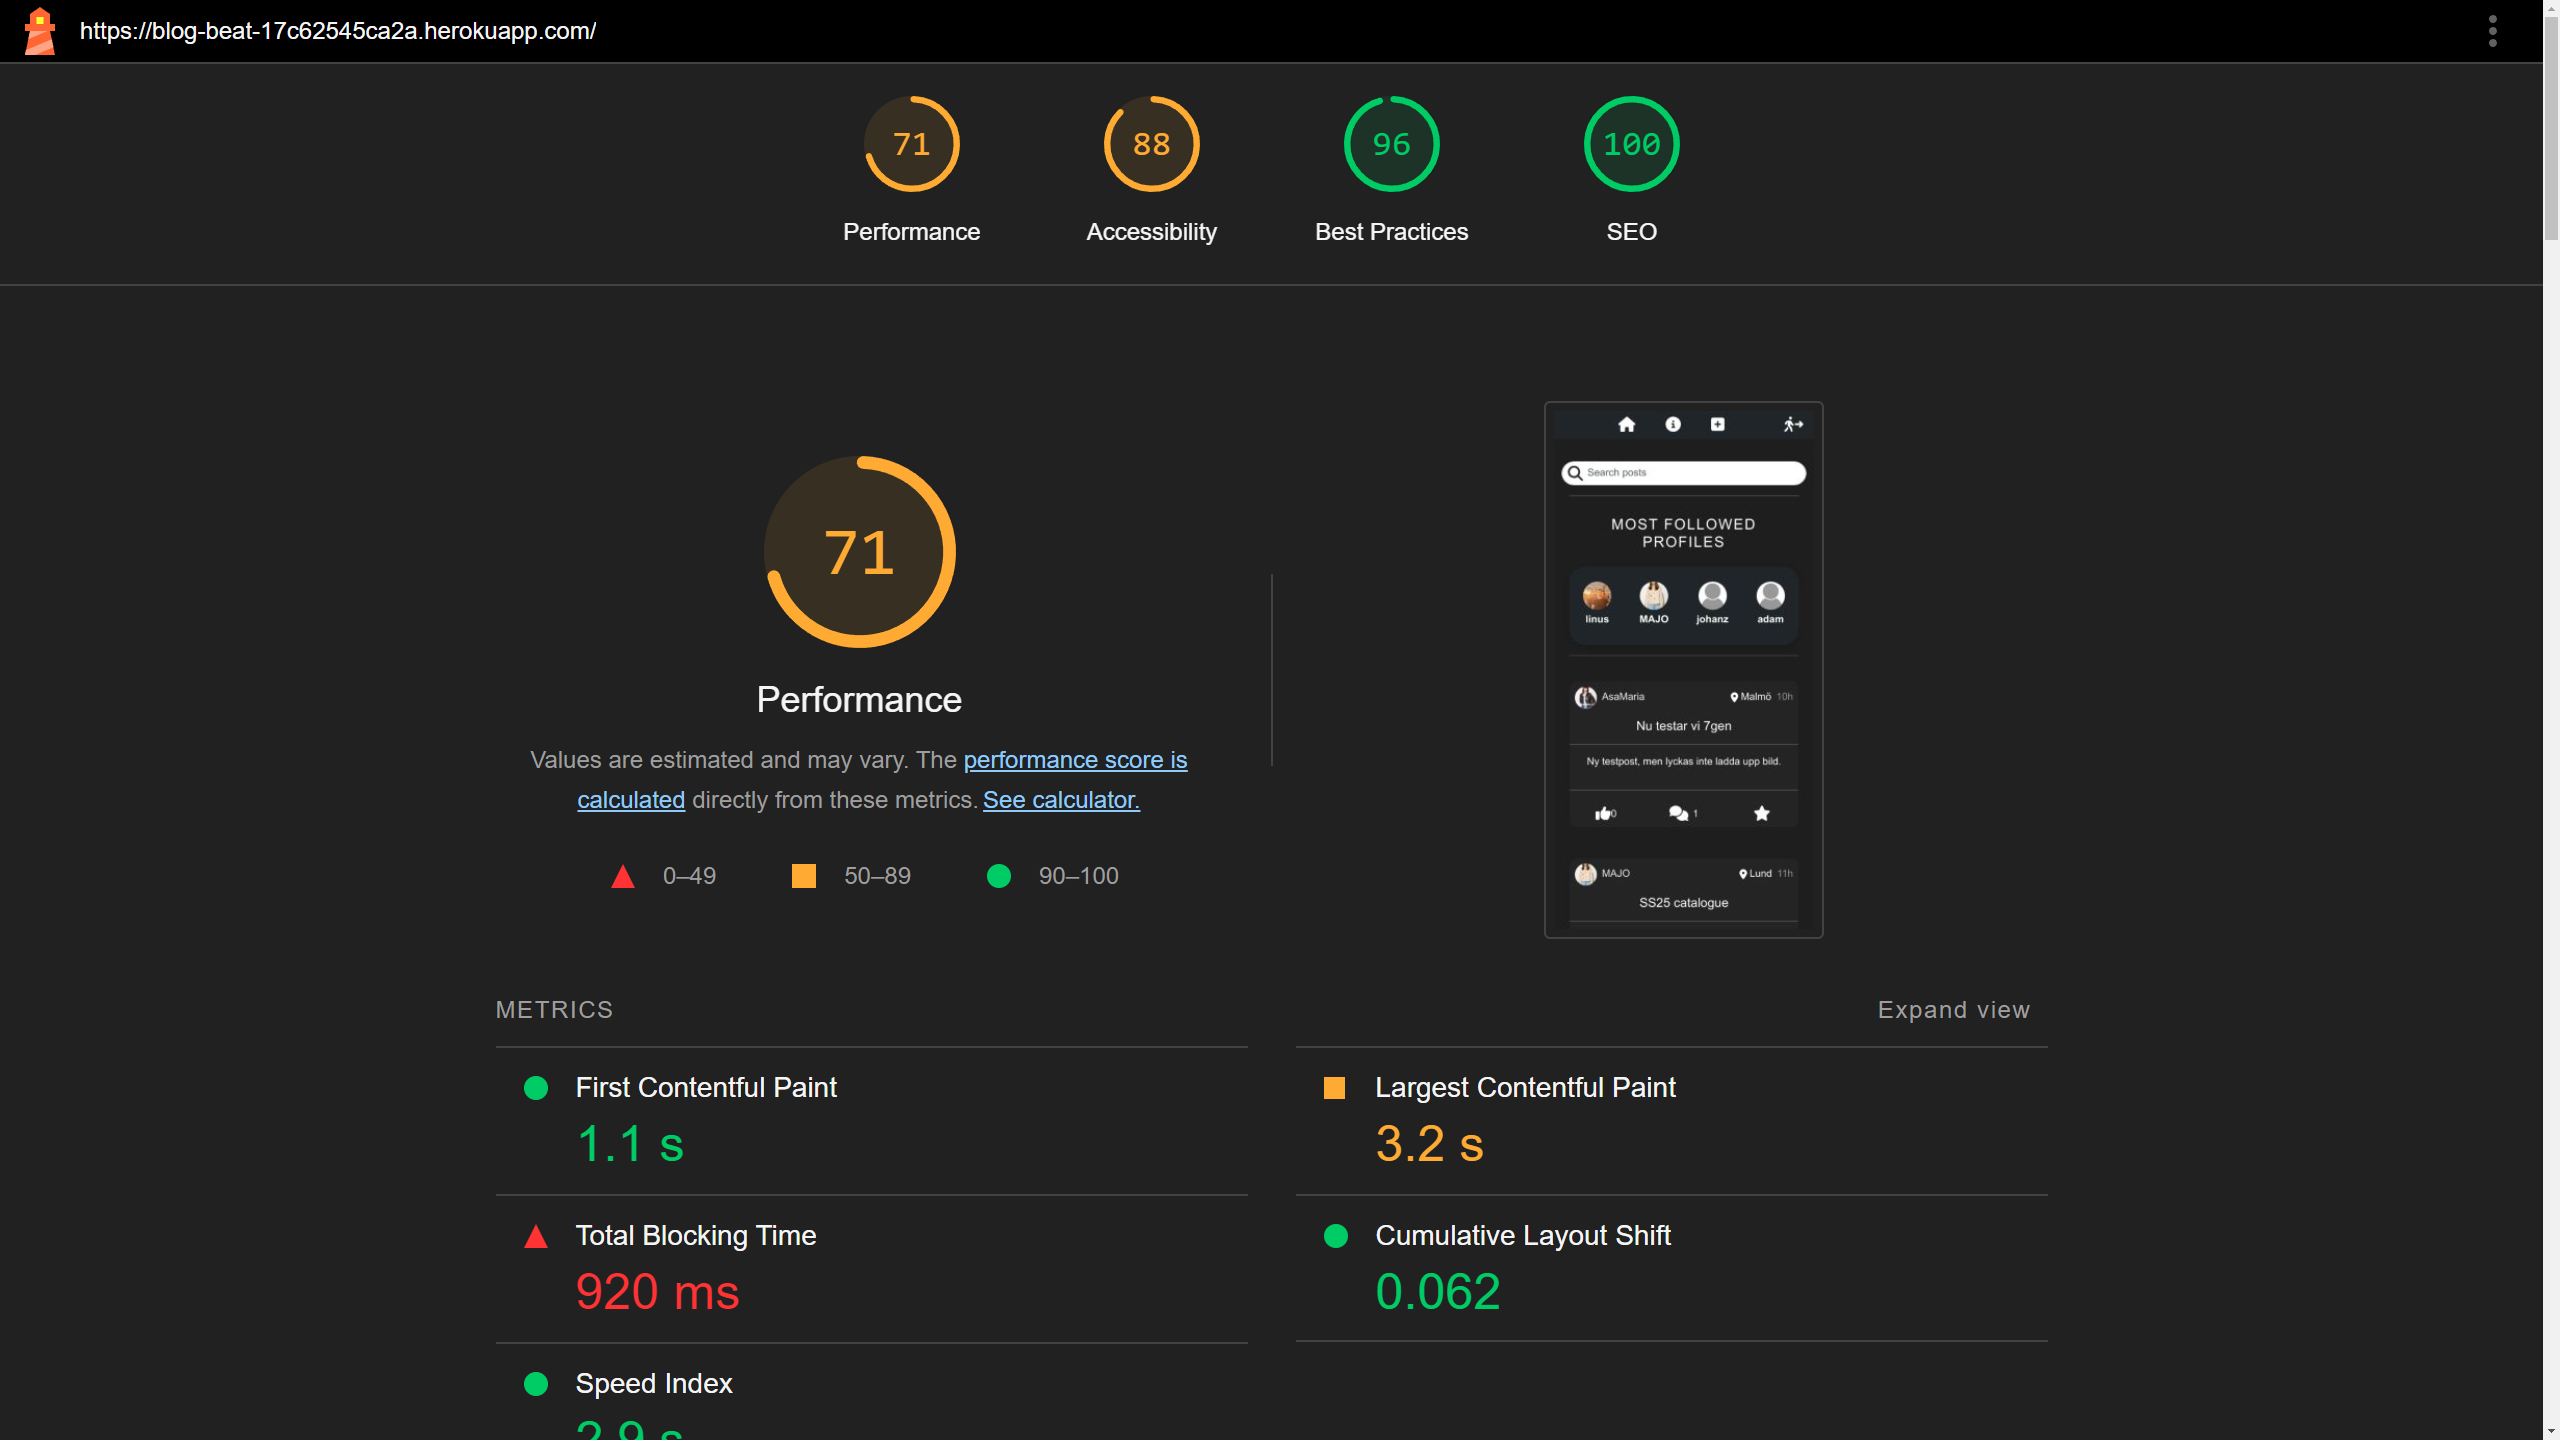 https://blog-beat-17c62545ca2a.herokuapp.com/
71
88
96
100
Performance
Accessibility
Best Practices
SEO
71
Performance
Values are estimated and may vary. The performance score is
calculated directly from these metrics. See calculator.
0–49
50–89
90–100
Search posts
MOST FOLLOWED
PROFILES
linus
MAJO
johanz
adam
AsaMaria
Malmö 10h
Nu testar vi 7gen
Ny testpost, men lyckas inte ladda upp bild.
0
1
MAJO
Lund 11h
SS25 catalogue
METRICS
Expand view
First Contentful Paint
1.1 s
Largest Contentful Paint
3.2 s
Total Blocking Time
920 ms
Cumulative Layout Shift
0.062
Speed Index
2.9 s